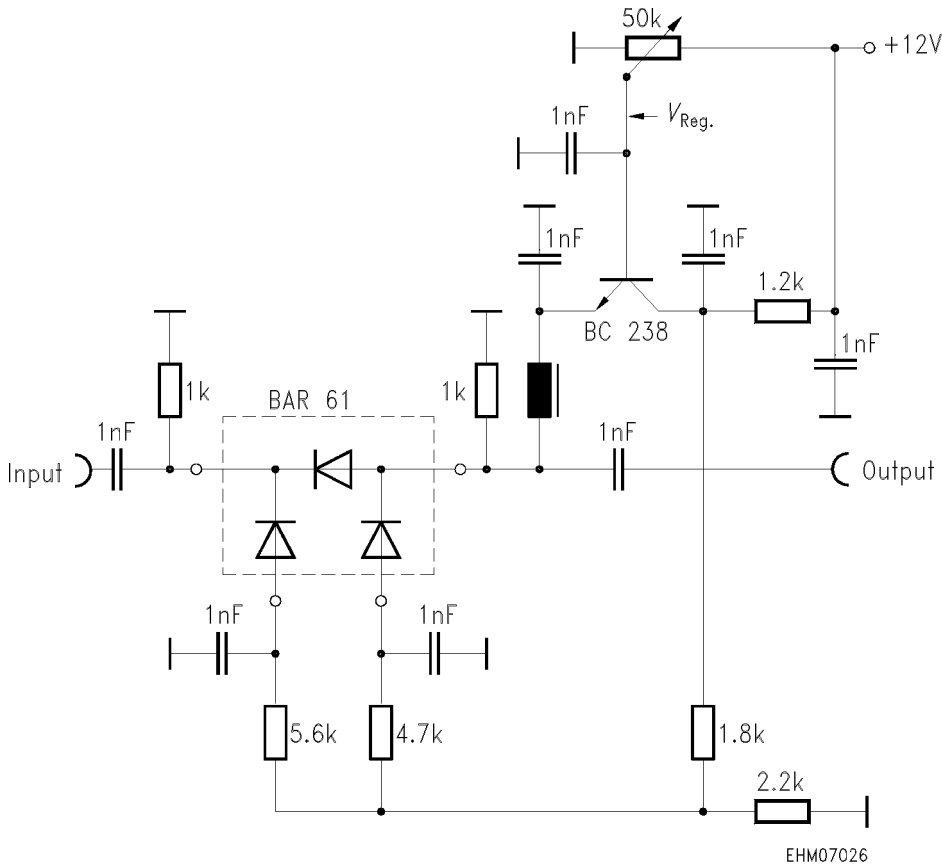 50k
+12V
1nF
V Reg.
1nF
1nF
1.2k
BC 238
1nF
1k
BAR 61
1k
1nF
1nF
Input
Output
1nF
1nF
5.6k
4.7k
1.8k
2.2k
EHM07026